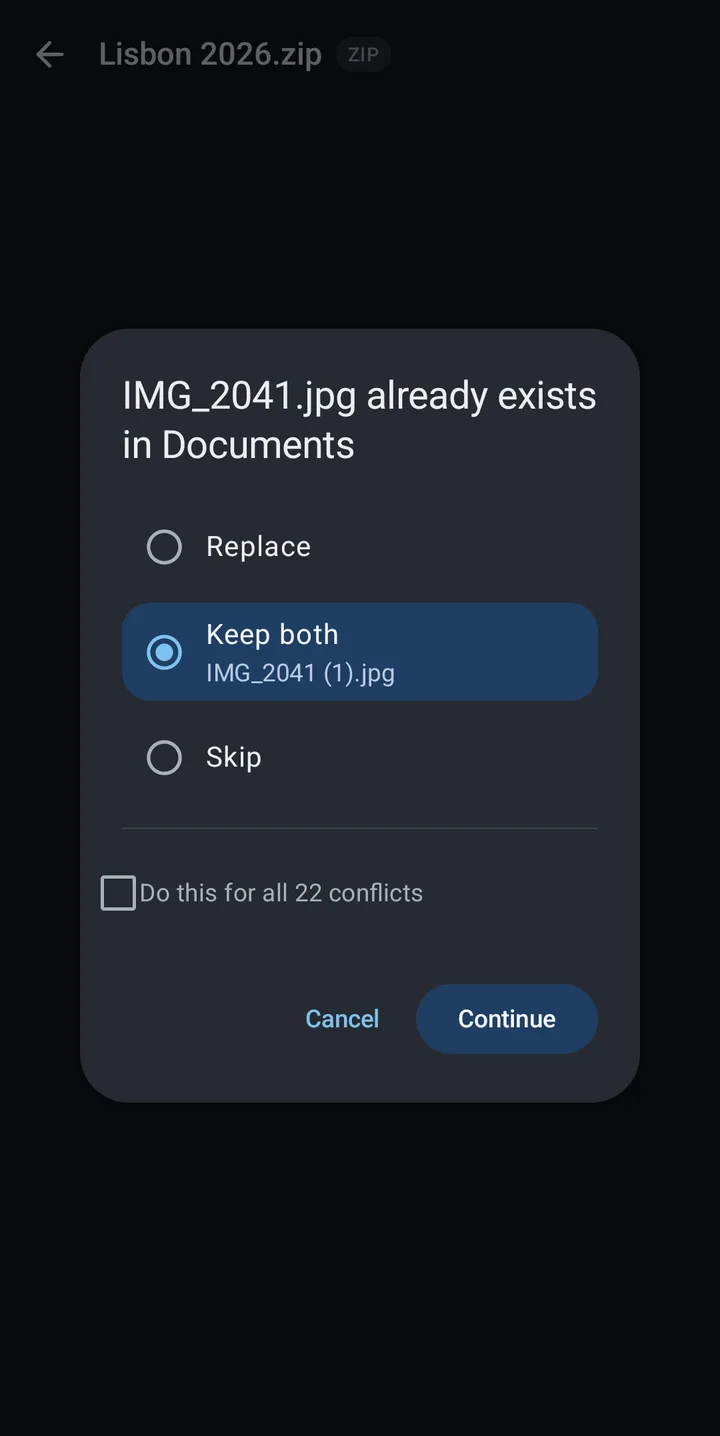 Lisbon 2026.zip ZIP
IMG_2041.jpg already exists
in Documents
Replace
Keep both
IMG_2041 (1).jpg
Skip
Do this for all 22 conflicts
Cancel Continue